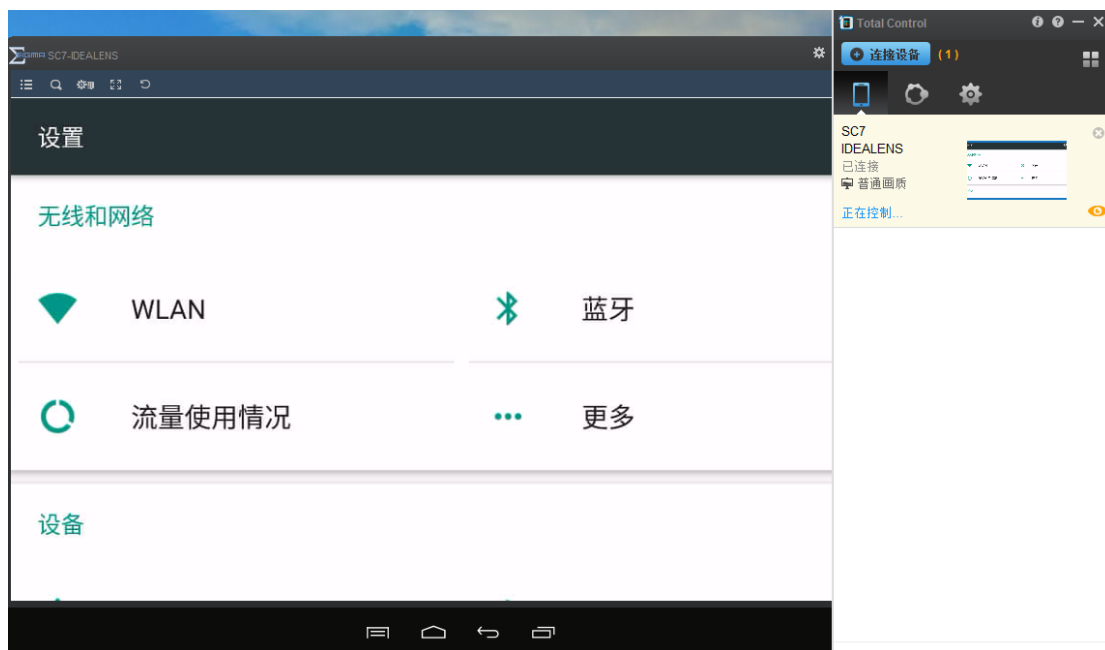 SC7-IDEALENS
设置
无线和网络
WLAN
蓝牙
流量使用情况
更多
设备
Total Control
连接设备
(1)
SC7
IDEALENS
已连接
普通画质
正在控制...